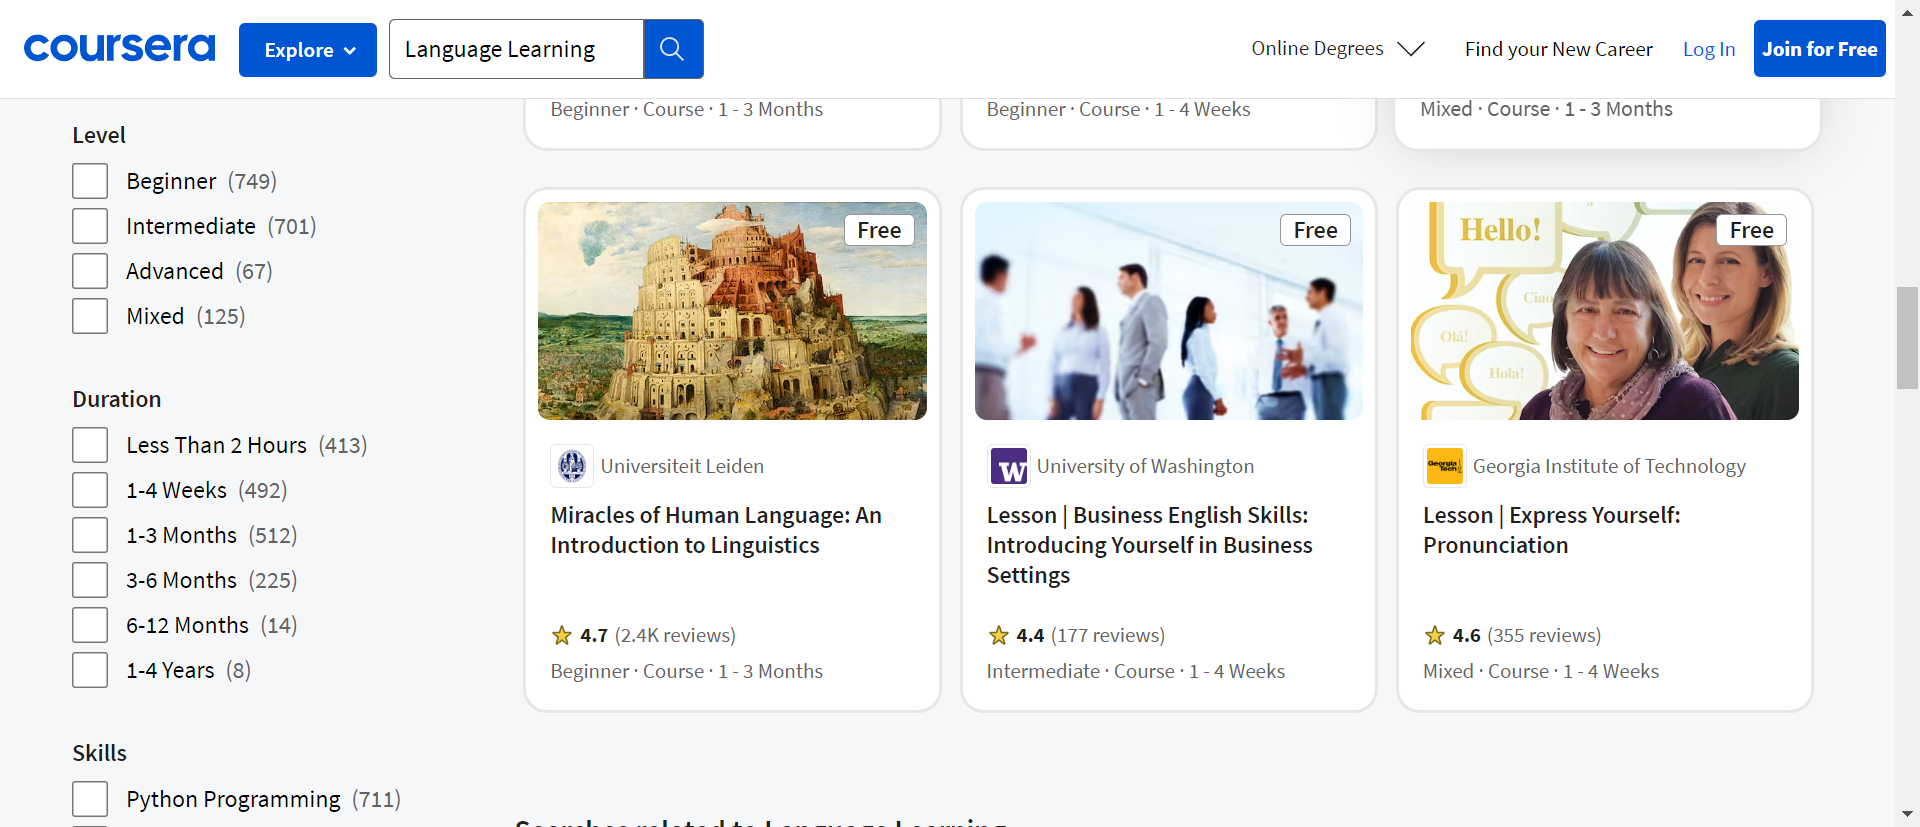 coursera
Explore
Language Learning
Online Degrees
Find your New Career
Log In
Join for Free
Level
Beginner (749)
Intermediate (701)
Advanced (67)
Mixed (125)
Duration
Less Than 2 Hours (413)
1-4 Weeks (492)
1-3 Months (512)
3-6 Months (225)
6-12 Months (14)
1-4 Years (8)
Skills
Python Programming (711)
Beginner · Course · 1 - 3 Months
Beginner · Course · 1 - 4 Weeks
Mixed · Course · 1 - 3 Months
Free
Universiteit Leiden
Miracles of Human Language: An
Introduction to Linguistics
4.7 (2.4K reviews)
Beginner · Course · 1 - 3 Months
Free
W
University of Washington
Lesson | Business English Skills:
Introducing Yourself in Business
Settings
4.4 (177 reviews)
Intermediate · Course · 1 - 4 Weeks
Hello!
Free
Ciao
Olá!
Hola!
Georgia
Tech
Georgia Institute of Technology
Lesson | Express Yourself:
Pronunciation
4.6 (355 reviews)
Mixed · Course · 1 - 4 Weeks
Searches related to Language Learning